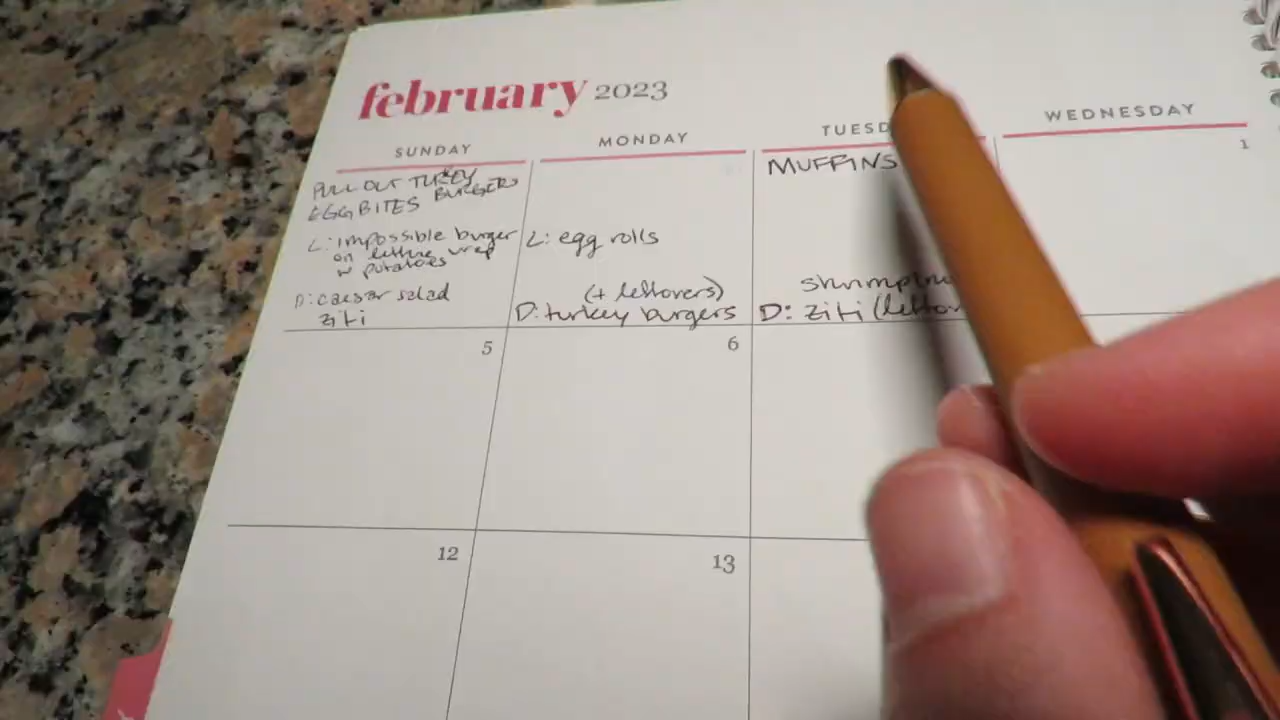 february 2023
SUNDAY
MONDAY
TUESD
WEDNESDAY
PULL OUT TURKEY
EGG BITES BURGERS
L: impossible burger
on lettuce wrap
w potatoes
D: caesar salad
ziti
L: egg rolls
(+ leftovers)
D: turkey burgers
MUFFINS
D: ziti (leftov
1
5
6
12
13